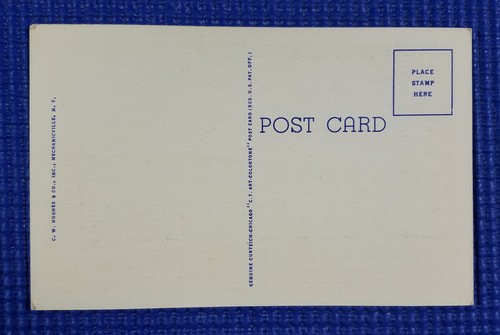 C. W. HUGHES & CO., INC., MECHANICVILLE, N. Y.
GENUINE CURTEICH-CHICAGO "C. T. ART-COLORTONE" POST CARD (REG. U. S. PAT. OFF.)
POST CARD
PLACE
STAMP
HERE